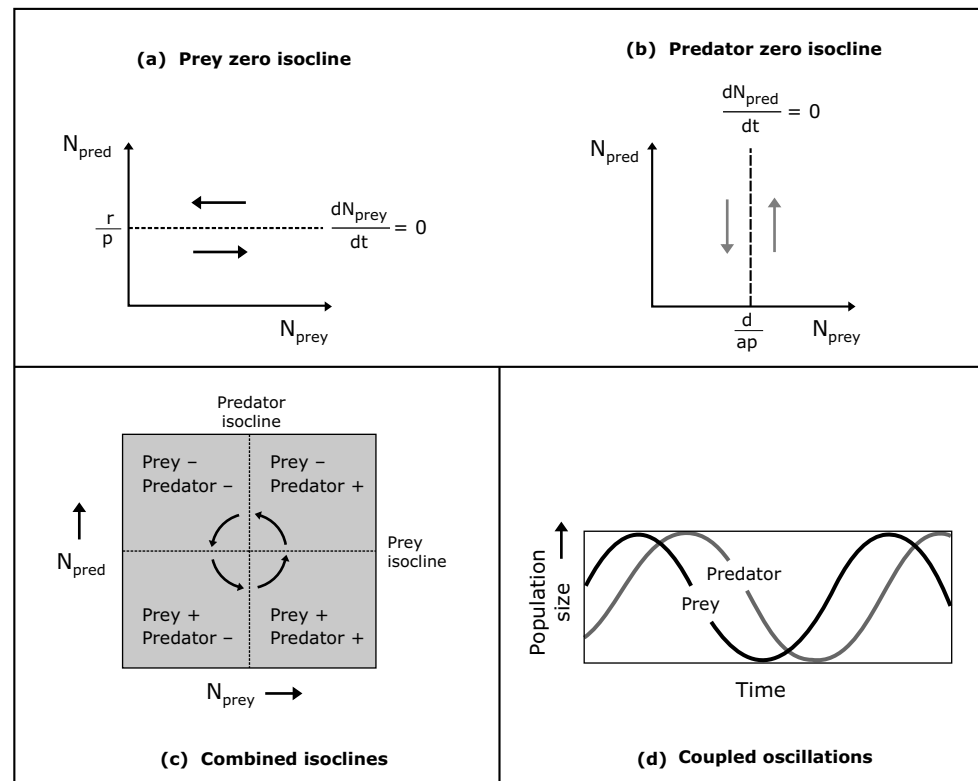 (a) Prey zero isocline
N_pred
r/p
dN_prey/dt = 0
N_prey
(b) Predator zero isocline
dN_pred/dt = 0
N_pred
d/ap
N_prey
Predator
isocline
Prey –
Predator –
Prey –
Predator +
N_pred
Prey
isocline
Prey +
Predator –
Prey +
Predator +
N_prey
(c) Combined isoclines
Population
size
Predator
Prey
Time
(d) Coupled oscillations